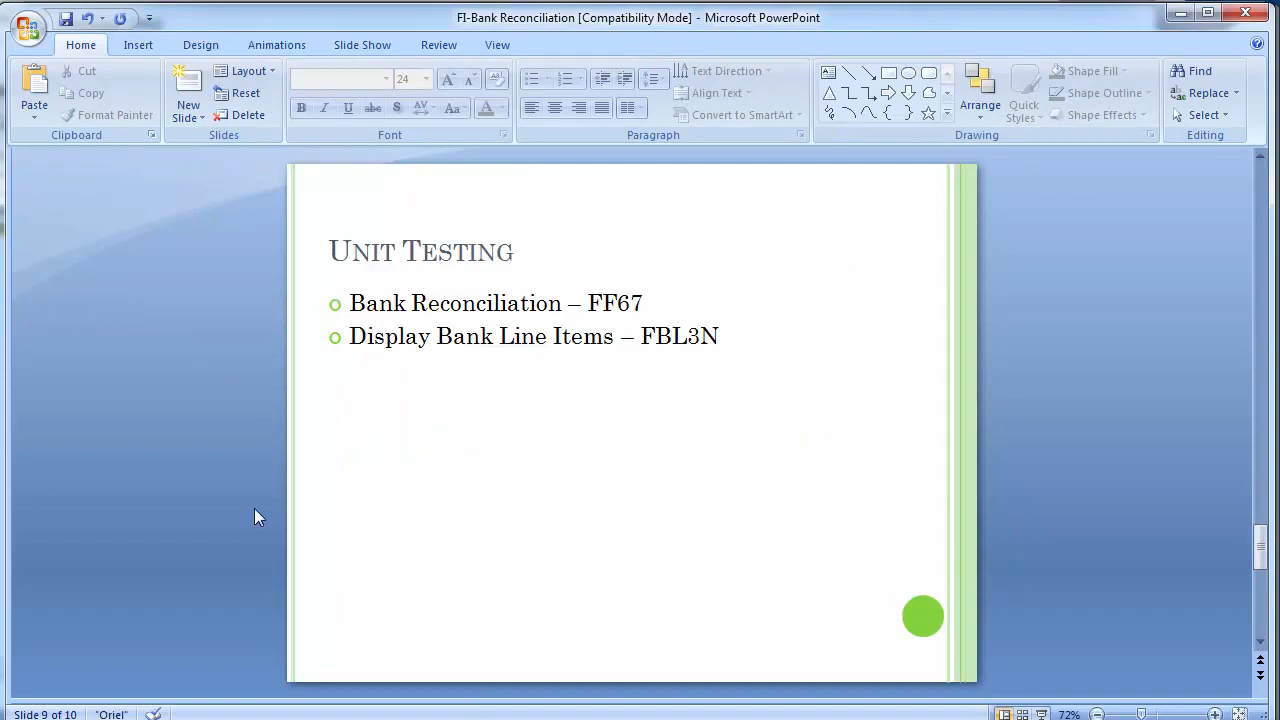 FI-Bank Reconciliation [Compatibility Mode] - Microsoft PowerPoint
Home Insert Design Animations Slide Show Review View
Paste
Cut
Copy
Format Painter
Clipboard
New Slide
Layout
Reset
Delete
Slides
24
B I U abc S AV Aa A
Font
Text Direction
Align Text
Convert to SmartArt
Paragraph
Arrange
Quick Styles
Shape Fill
Shape Outline
Shape Effects
Drawing
Find
Replace
Select
Editing
UNIT TESTING
Bank Reconciliation – FF67
Display Bank Line Items – FBL3N
Slide 9 of 10 "Oriel" 72%